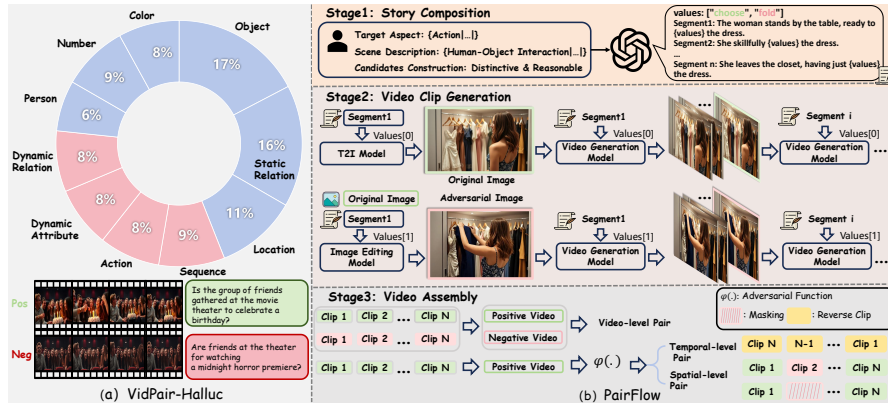 Color
Object
Number
8%
17%
9%
Person
6%
16%
Static
Relation
Dynamic
Relation
8%
8%
11%
Dynamic
Attribute
8%
9%
Location
Action
Sequence
Pos
Is the group of friends
gathered at the movie
theater to celebrate a
birthday?
Neg
Are friends at the theater
for watching
a midnight horror premiere?
(a) VidPair-Halluc
Stage1: Story Composition
Target Aspect: {Action|...|}
Scene Description: {Human-Object Interaction|...|}
Candidates Construction: Distinctive & Reasonable
values: ["choose", "fold"]
Segment1: The woman stands by the table, ready to
{values} the dress.
Segment2: She skillfully {values} the dress.
...
Segment n: She leaves the closet, having just {values}
the dress.
Stage2: Video Clip Generation
Segment1
Values[0]
T2I Model
Original Image
Segment1
Values[0]
Video Generation
Model
...
Segment i
Values[0]
Video Generation
Model
...
Original Image
Segment1
Values[1]
Image Editing
Model
Adversarial Image
Segment1
Values[1]
Video Generation
Model
...
Segment i
Values[1]
Video Generation
Model
...
Stage3: Video Assembly
φ(.): Adversarial Function
: Masking
: Reverse Clip
Clip 1 Clip 2 ... Clip N
Clip 1 Clip 2 ... Clip N
Positive Video
Negative Video
Video-level Pair
Clip 1 Clip 2 ... Clip N
Positive Video
φ(.)
Temporal-level
Pair
Clip N N-1 ... Clip 1
Spatial-level
Pair
Clip 1 Clip 2 ... Clip N
Clip 1 ... Clip N
(b) PairFlow